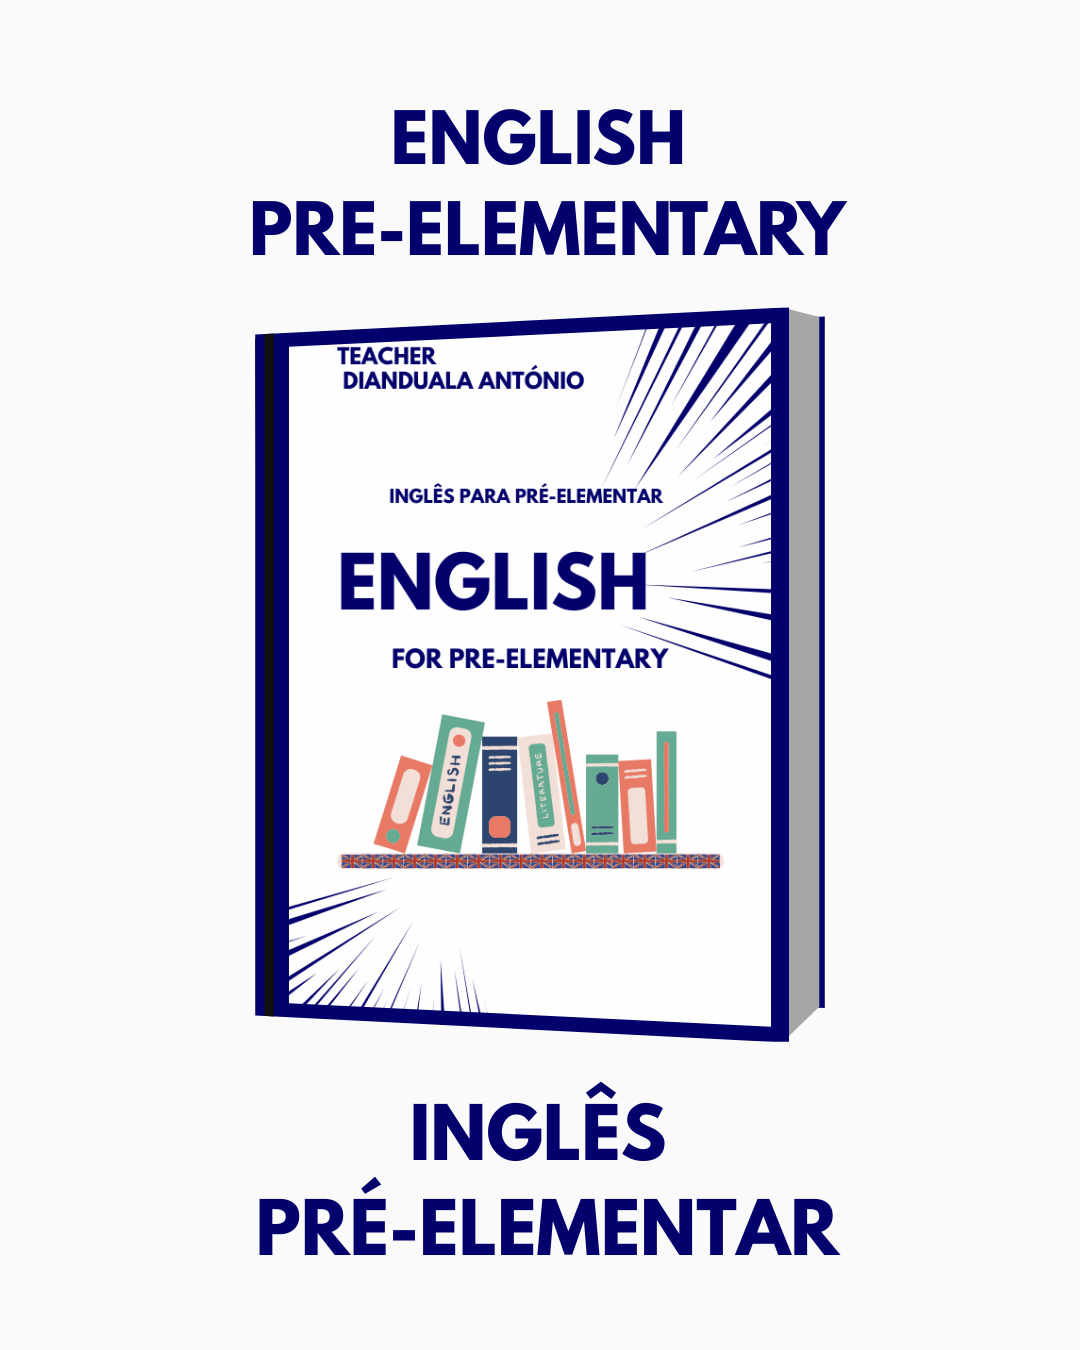 ENGLISH
PRE-ELEMENTARY
TEACHER
DIANDUALA ANTÓNIO
INGLÊS PARA PRÉ-ELEMENTAR
ENGLISH
FOR PRE-ELEMENTARY
ENGLISH
LITERATURE
INGLÊS
PRÉ-ELEMENTAR